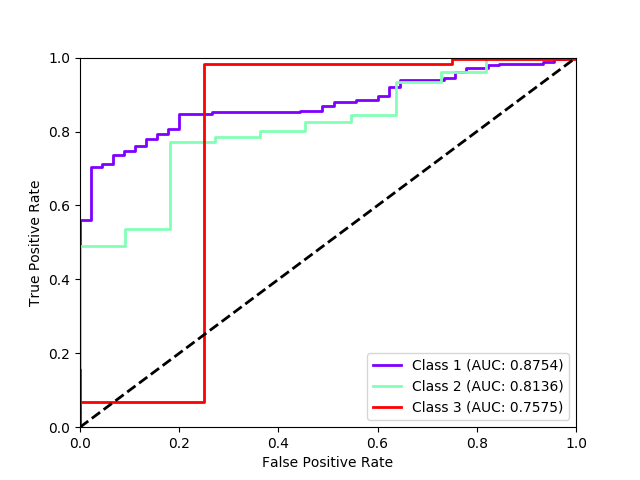 1.0
0.8
0.6
0.4
0.2
0.0
True Positive Rate
0.0 0.2 0.4 0.6 0.8 1.0
False Positive Rate
Class 1 (AUC: 0.8754)
Class 2 (AUC: 0.8136)
Class 3 (AUC: 0.7575)